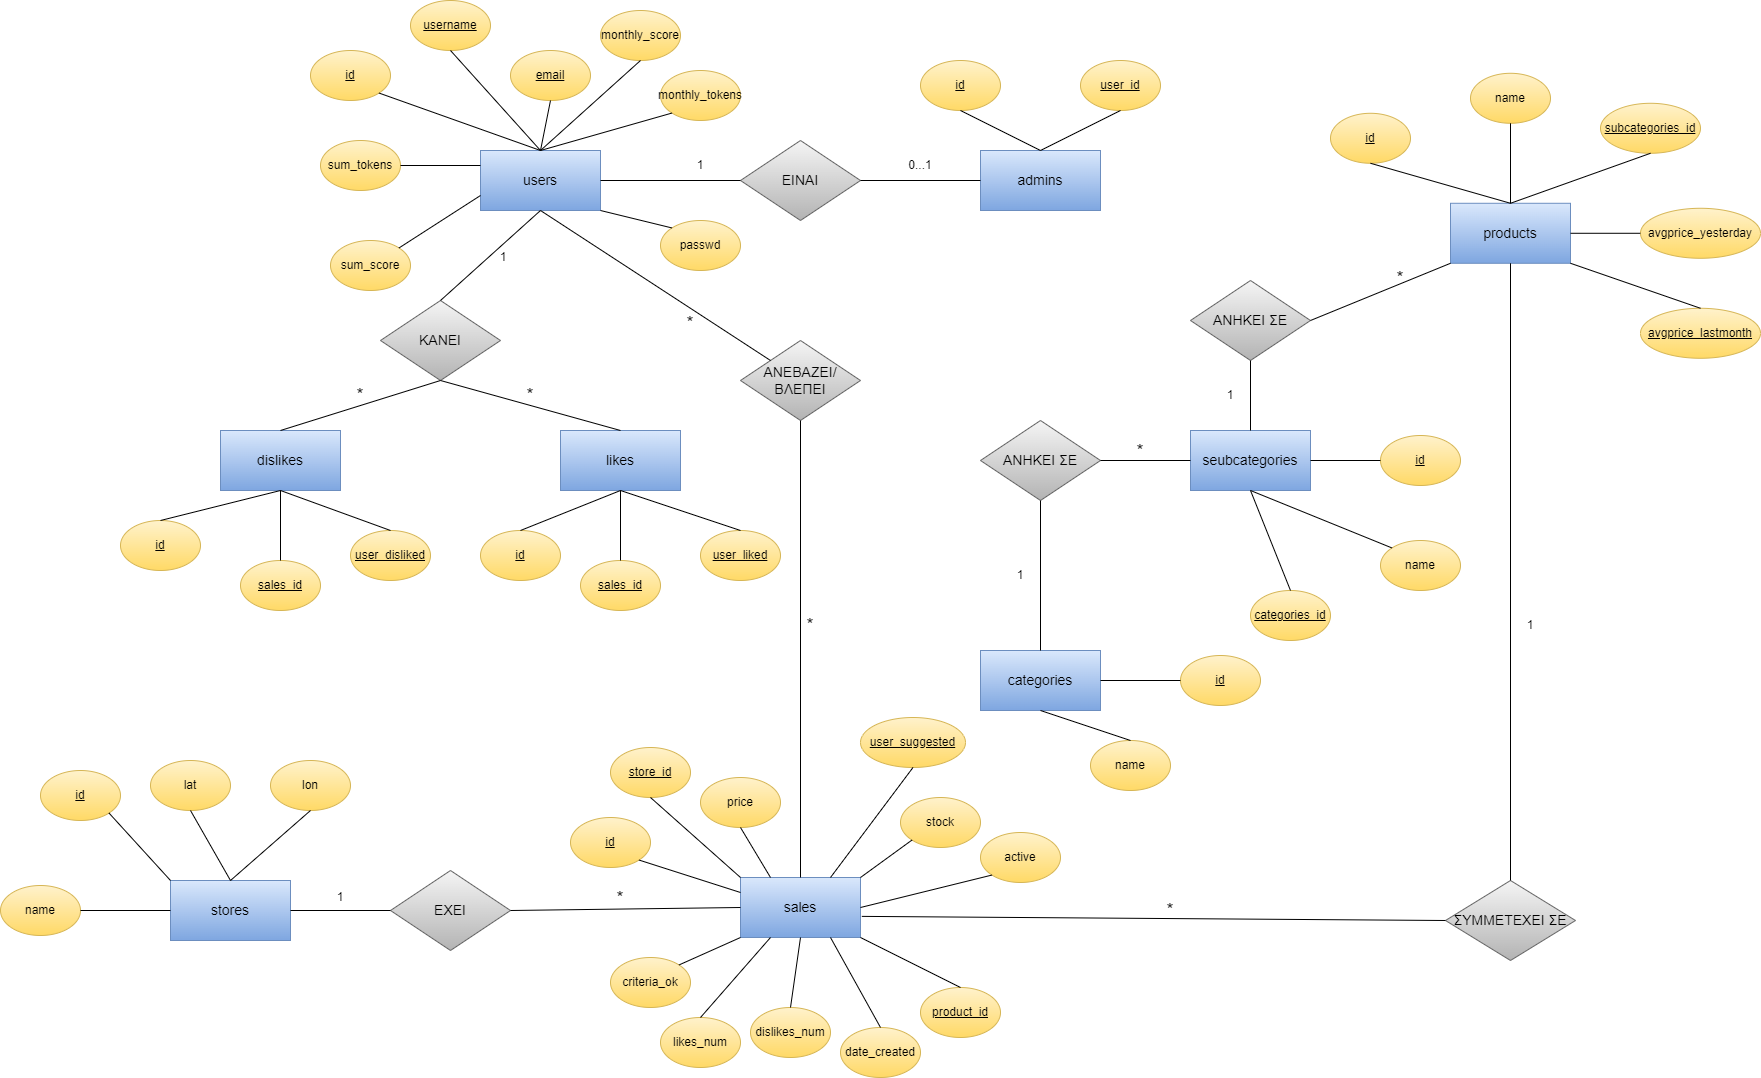 username
monthly_score
id
email
monthly_tokens
sum_tokens
users
1
ΕΙΝΑΙ
0...1
admins
id
user_id
passwd
sum_score
1
*
ΚΑΝΕΙ
ΑΝΕΒΑΖΕΙ/
ΒΛΕΠΕΙ
*
*
dislikes
likes
id
sales_id
user_disliked
id
sales_id
user_liked
*
name
id
subcategories_id
products
avgprice_yesterday
avgprice_lastmonth
*
ΑΝΗΚΕΙ ΣΕ
1
ΑΝΗΚΕΙ ΣΕ
*
seubcategories
id
name
categories_id
1
categories
id
name
1
user_suggested
store_id
price
stock
id
active
id
lat
lon
name
stores
1
ΕΧΕΙ
*
sales
*
ΣΥΜΜΕΤΕΧΕΙ ΣΕ
criteria_ok
likes_num
dislikes_num
date_created
product_id